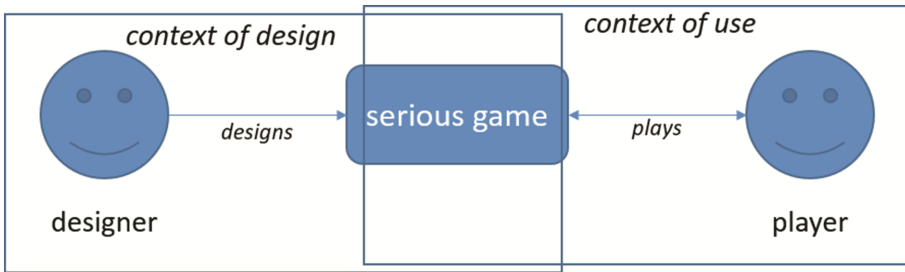 context of design
context of use
serious game
designs
plays
designer
player